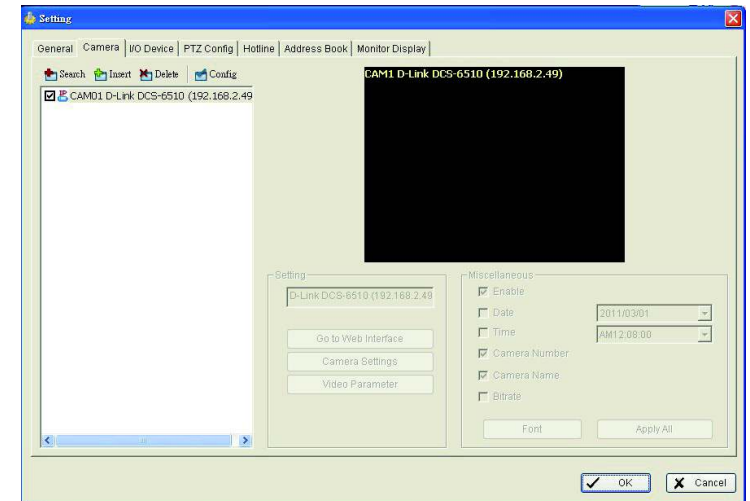 Setting
General Camera I/O Device PTZ Config Hotline Address Book Monitor Display
Search Insert Delete Config
CAM01 D-Link DCS-6510 (192.168.2.49
CAM1 D-Link DCS-6510 (192.168.2.49)
Setting
D-Link DCS-6510 (192.168.2.49
Go to Web Interface
Camera Settings
Video Parameter
Miscellaneous
Enable
Date 2011/03/01
Time AM12:08:00
Camera Number
Camera Name
Bitrate
Font Apply All
OK Cancel